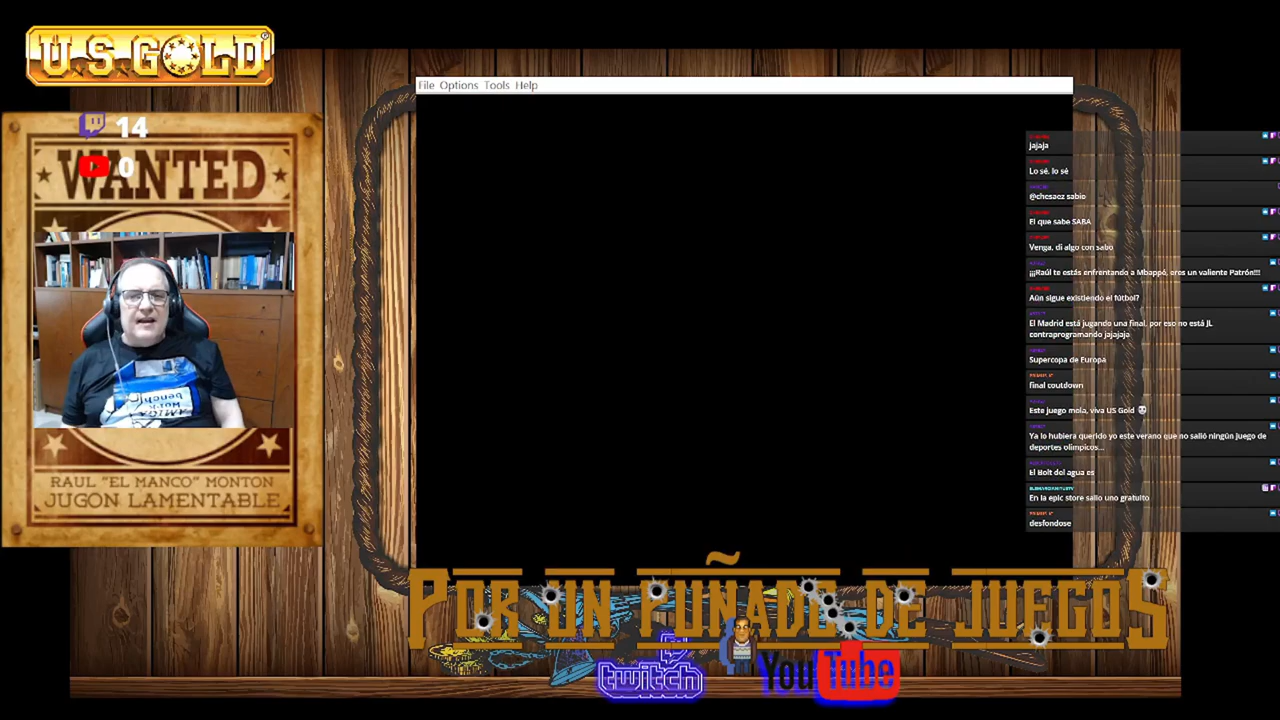 U.S. GOLD
14
0
WANTED
RAUL "EL MANCO" MONTON
JUGON LAMENTABLE
File Options Tools Help
jajaja
Lo sé, lo sé
@chesaez sabio
El que sabe SABA
Venga, di algo con sabo
¡¡¡Raúl te estás enfrentando a Mbappé, eres un valiente Patrón!!!
Aún sigue existiendo el fútbol?
El Madrid está jugando una final, por eso no está JL
contraprogramando jajajaja
Supercopa de Europa
final coutdown
Este juego mola, viva US Gold
Ya lo hubiera querido yo este verano que no salió ningún juego de
deportes olímpicos...
El Bolt del agua es
En la epic store salio uno gratuito
desfondose
POR UN PUÑADO DE JUEGOS
twitch
YouTube